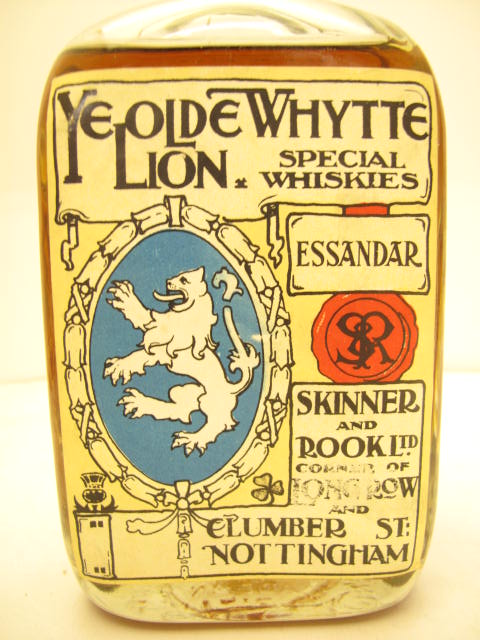 YE OLDE WHYTTE
LION. SPECIAL
WHISKIES
ESSANDAR
S&R
SKINNER
AND
ROOK LTD
CORNER OF
LONG ROW
AND
CLUMBER ST:
NOTTINGHAM